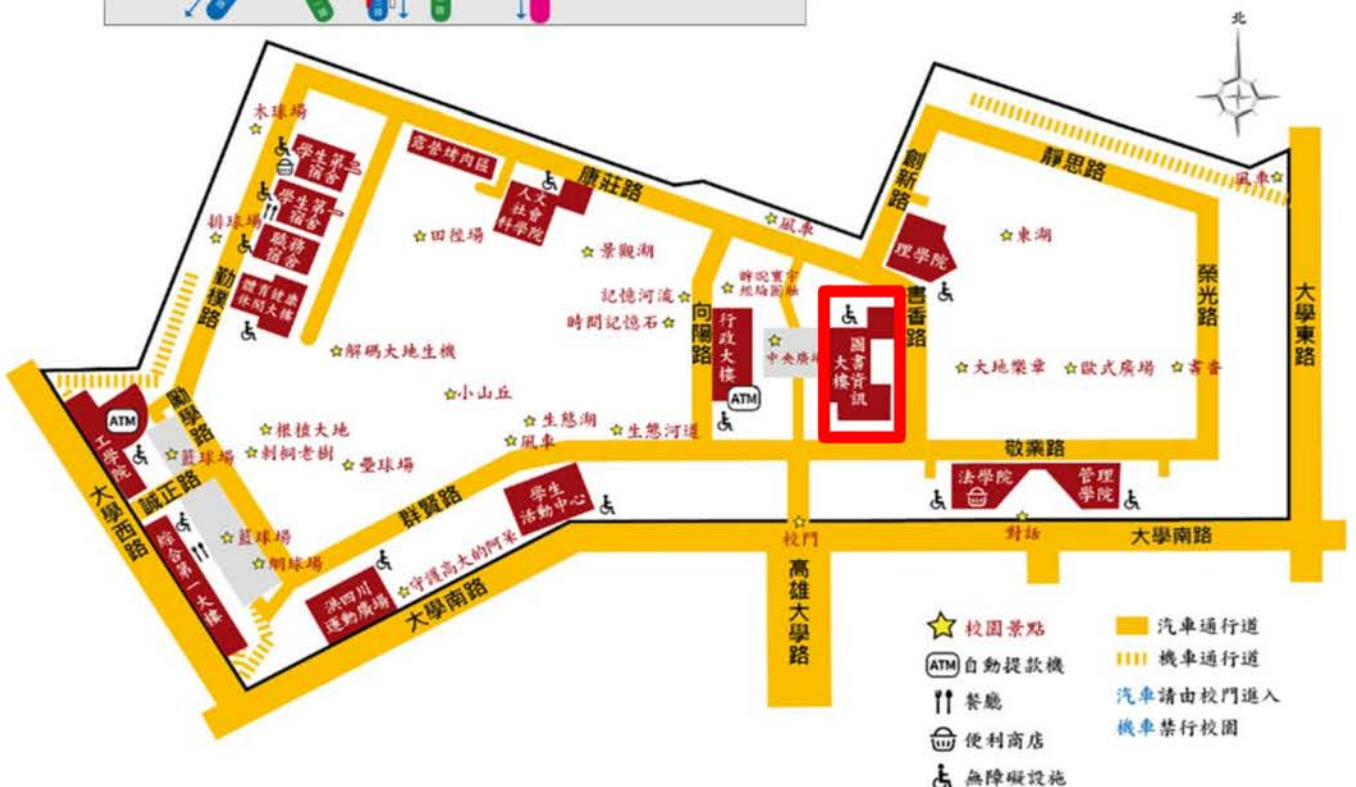 北
木球場
學生第二
宿舍
學生第一
宿舍
排球場
職務
宿舍
體育健康
休閒大樓
勤樸路
露營烤肉區
人文
社會
科學院
康莊路
田徑場
景觀湖
記憶河流
時間記憶石
解碼大地生機
小山丘
生態湖
風車
生態河道
根植大地
刺桐老樹
壘球場
勵學路
ATM
工學院
籃球場
誠正路
大學西路
綜合第一大樓
籃球場
網球場
群賢路
學生
活動中心
洪四川
運動廣場
守護高大的阿呆
大學南路
風車
向陽路
行政大樓
ATM
中央廣場
圖書資訊
大樓
書香路
創新路
理學院
靜思路
風車
東湖
榮光路
大學東路
大地樂章
歐式廣場
書香
敬業路
法學院
管理
學院
對話
校門
大學南路
高雄大學路
校園景點
ATM 自動提款機
餐廳
便利商店
無障礙設施
汽車通行道
機車通行道
汽車請由校門進入
機車禁行校園